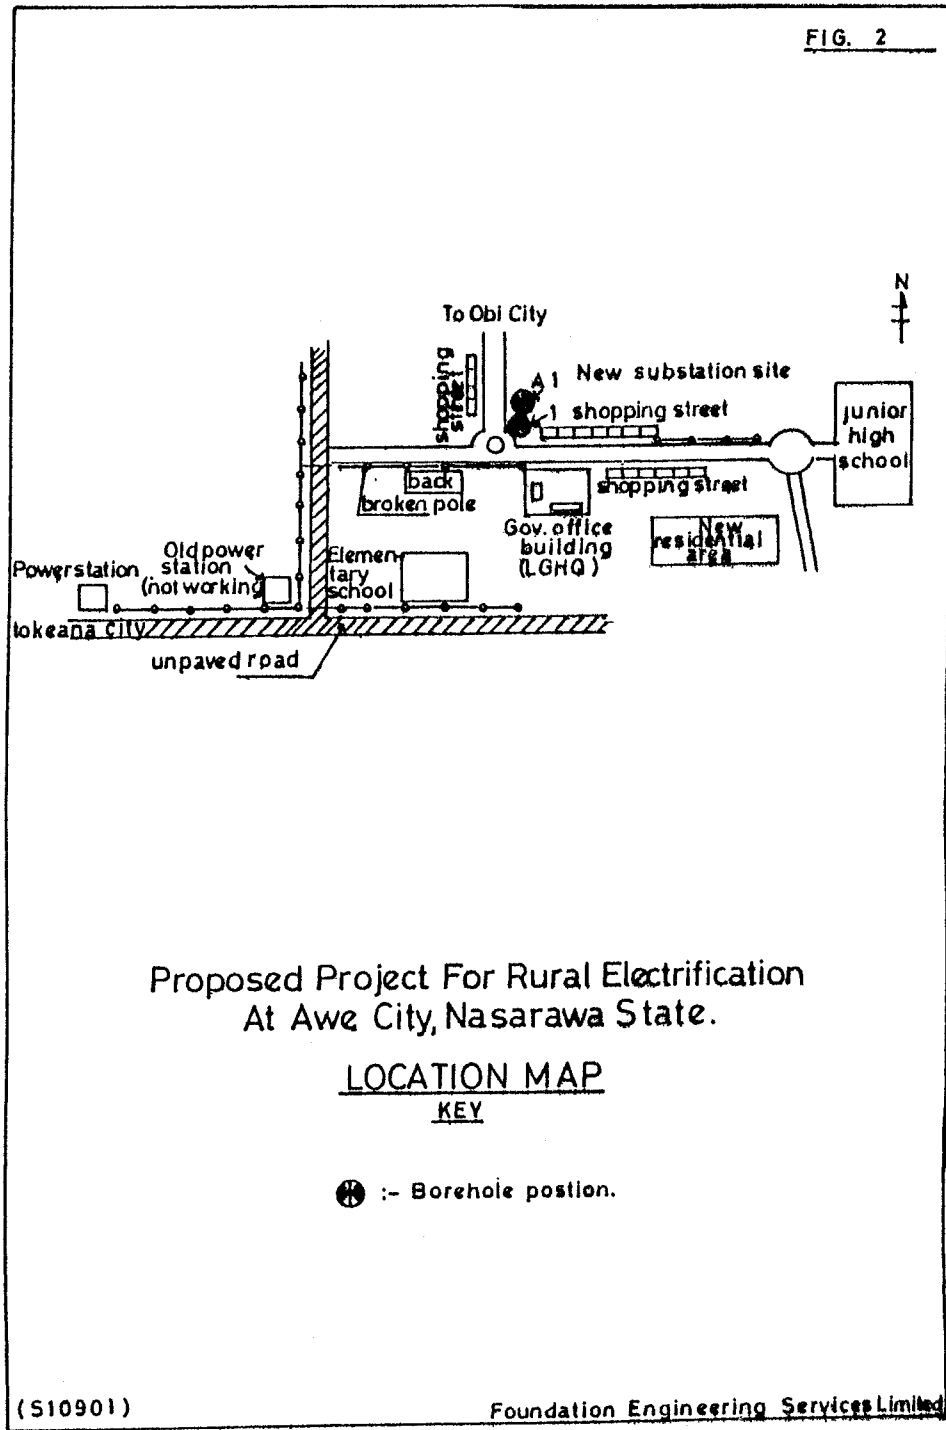 FIG. 2
N
To Obi City
shopping
street
A 1 New substation site
1 shopping street
junior
high
school
back
broken pole
shopping street
Gov. office
building
(LGHQ)
New
residential
area
Old power
station
(not working
Elemen-
tary
school
Powerstation
tokeana city
unpaved road
Proposed Project For Rural Electrification
At Awe City, Nasarawa State.
LOCATION MAP
KEY
:- Borehole postion.
(S10901)
Foundation Engineering Services Limited